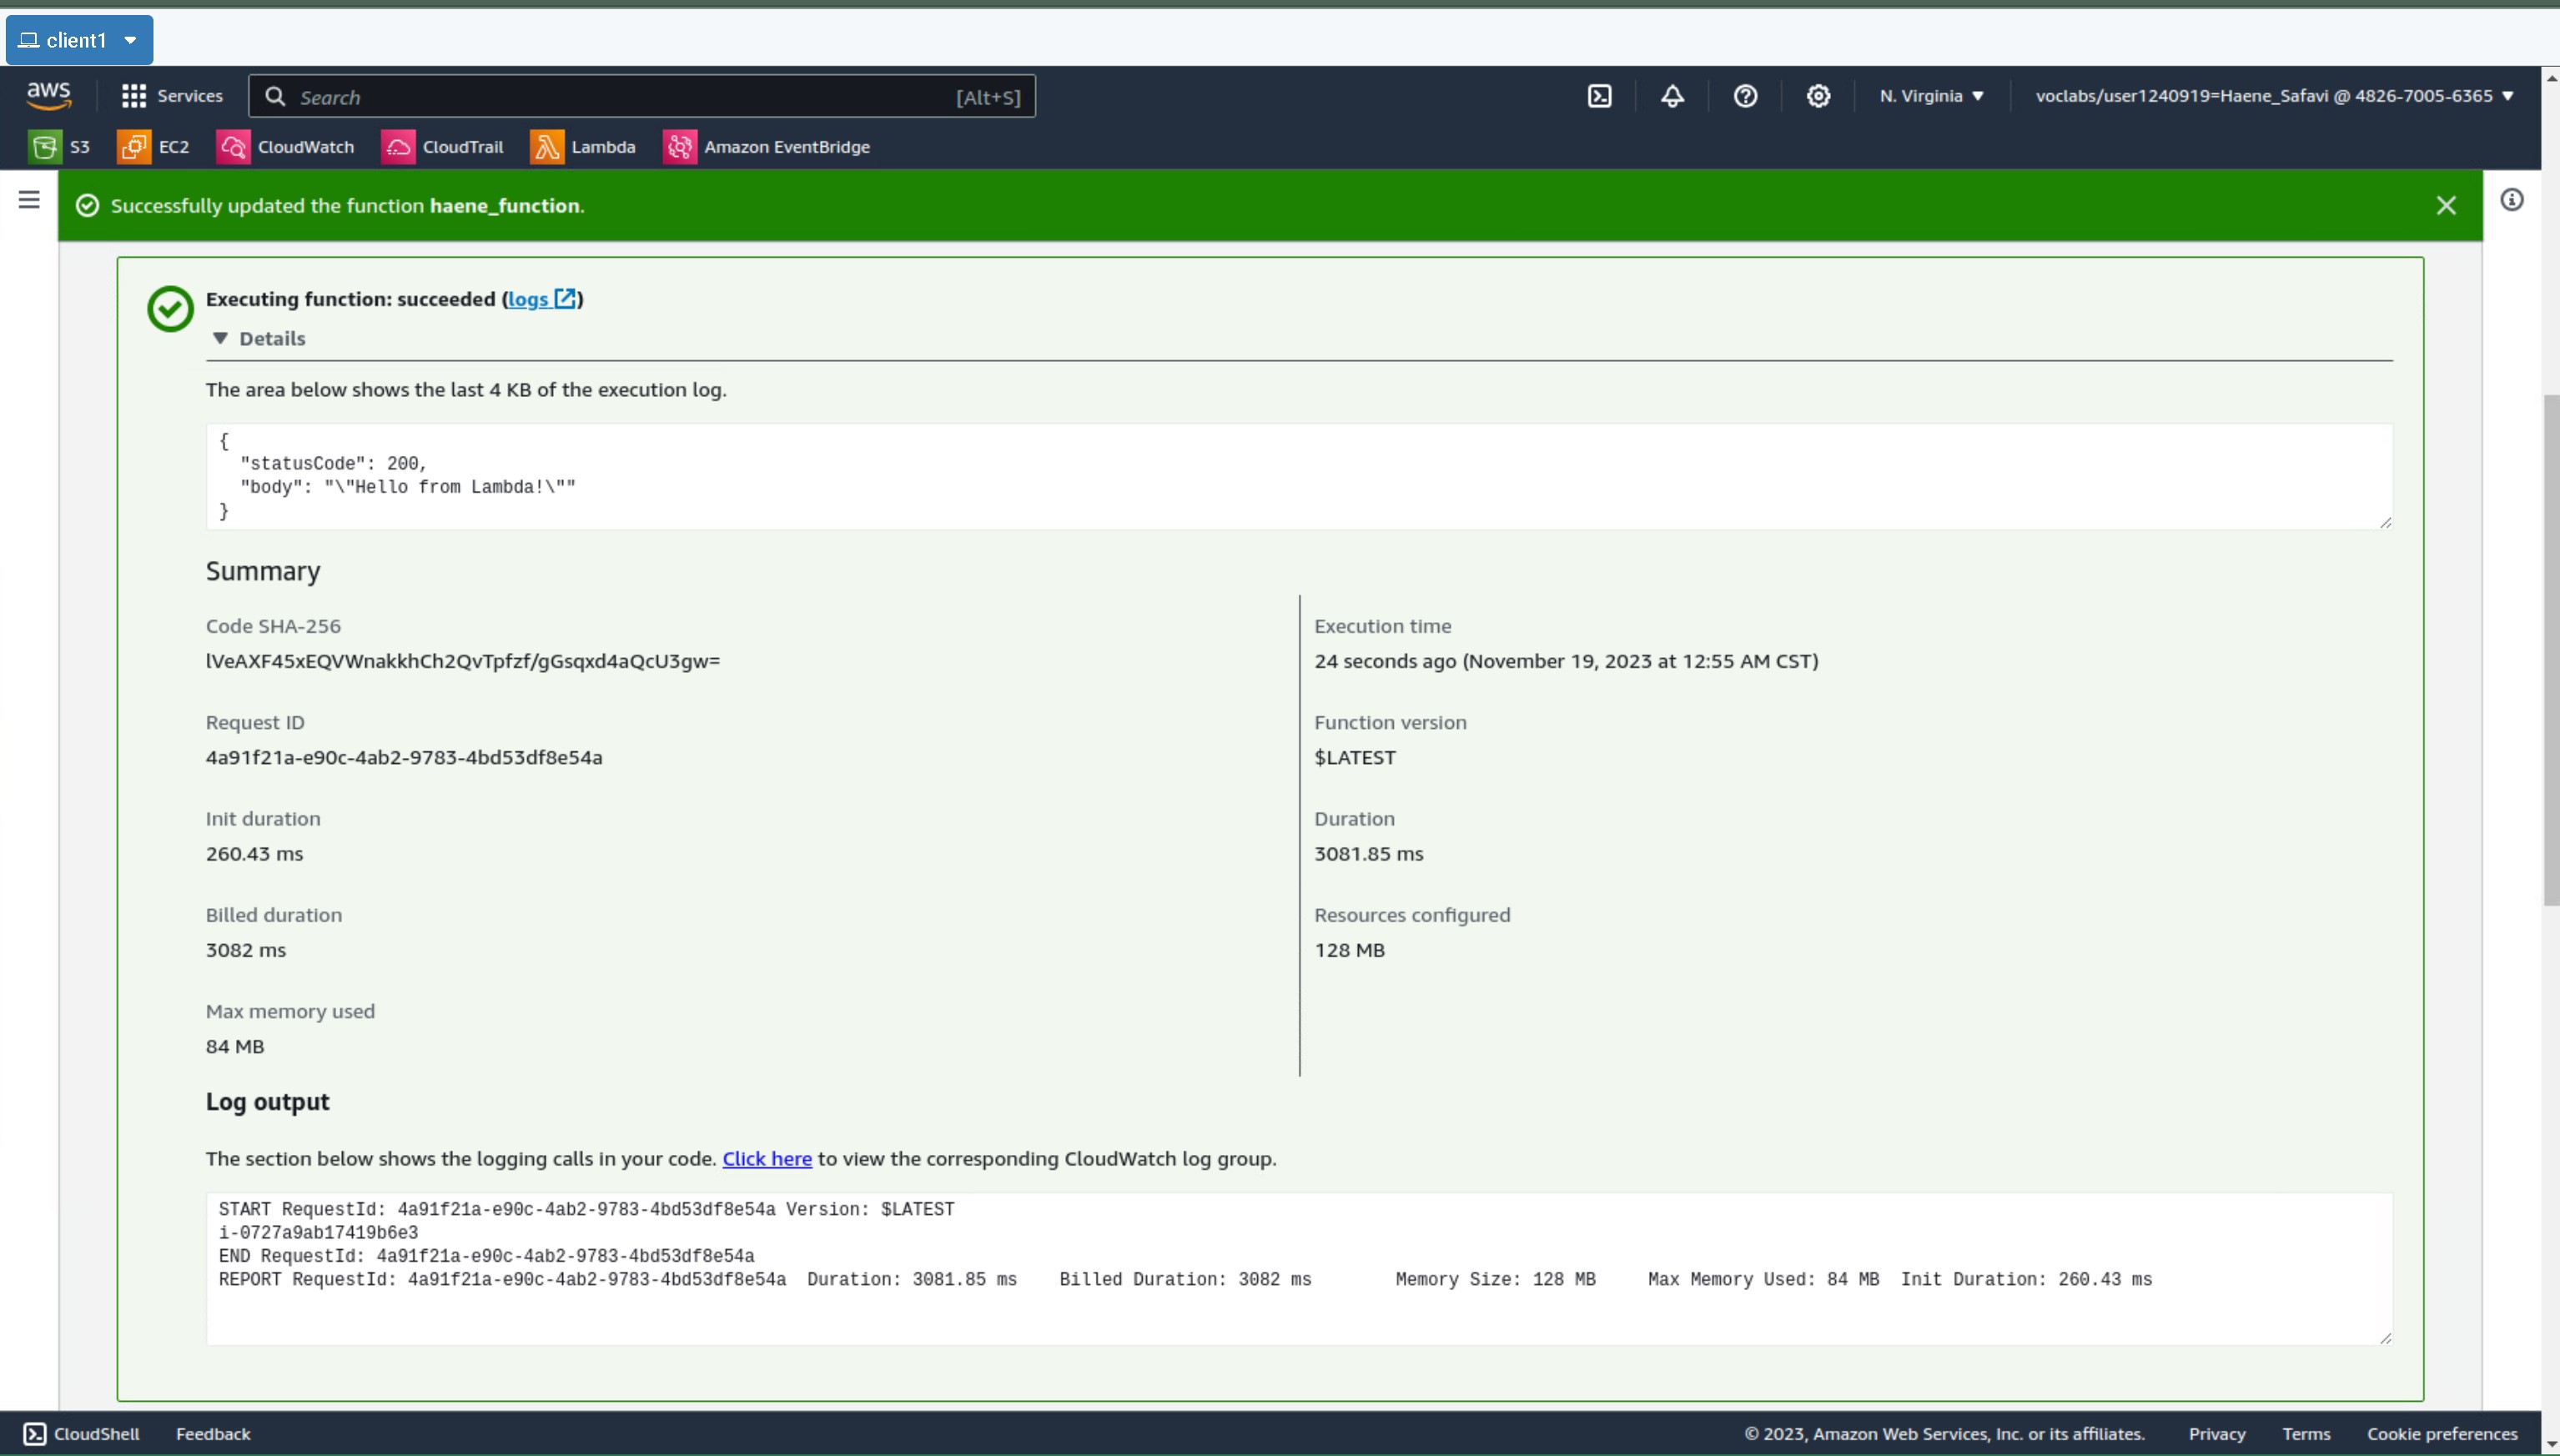 client1
aws Services Search [Alt+S] N. Virginia voclabs/user1240919=Haene_Safavi @ 4826-7005-6365
S3 EC2 CloudWatch CloudTrail Lambda Amazon EventBridge
Successfully updated the function haene_function.
Executing function: succeeded (logs)
Details
The area below shows the last 4 KB of the execution log.
{
"statusCode": 200,
"body": "\"Hello from Lambda!\""
}
Summary
Code SHA-256
lVeAXF45xEQVWnakkhCh2QvTpfzf/gGsqxd4aQcU3gw=
Execution time
24 seconds ago (November 19, 2023 at 12:55 AM CST)
Request ID
4a91f21a-e90c-4ab2-9783-4bd53df8e54a
Function version
$LATEST
Init duration
260.43 ms
Duration
3081.85 ms
Billed duration
3082 ms
Resources configured
128 MB
Max memory used
84 MB
Log output
The section below shows the logging calls in your code. Click here to view the corresponding CloudWatch log group.
START RequestId: 4a91f21a-e90c-4ab2-9783-4bd53df8e54a Version: $LATEST
i-0727a9ab17419b6e3
END RequestId: 4a91f21a-e90c-4ab2-9783-4bd53df8e54a
REPORT RequestId: 4a91f21a-e90c-4ab2-9783-4bd53df8e54a Duration: 3081.85 ms Billed Duration: 3082 ms Memory Size: 128 MB Max Memory Used: 84 MB Init Duration: 260.43 ms
CloudShell Feedback © 2023, Amazon Web Services, Inc. or its affiliates. Privacy Terms Cookie preferences